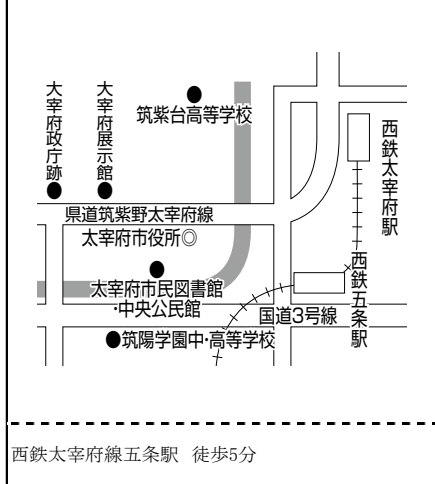 大宰府政庁跡
大宰府展示館
筑紫台高等学校
西鉄太宰府駅
県道筑紫野太宰府線
太宰府市役所◎
太宰府市民図書館
・中央公民館
西鉄五条駅
国道3号線
●筑陽学園中・高等学校
西鉄太宰府線五条駅 徒歩5分